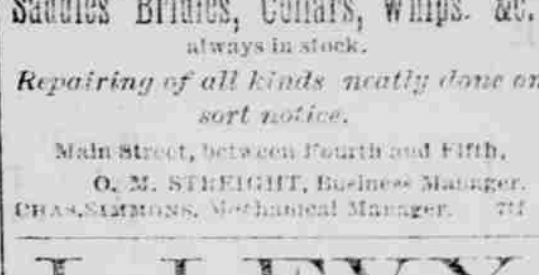 Saddles Bridles, Collars, Whips. &c.
always in stock.
Repairing of all kinds neatly done on
sort notice.
Main Street, between Fourth and Fifth,
O. M. STREIGHT, Business Manager.
CHAS. SIMMONS, Mechanical Manager. 7tf